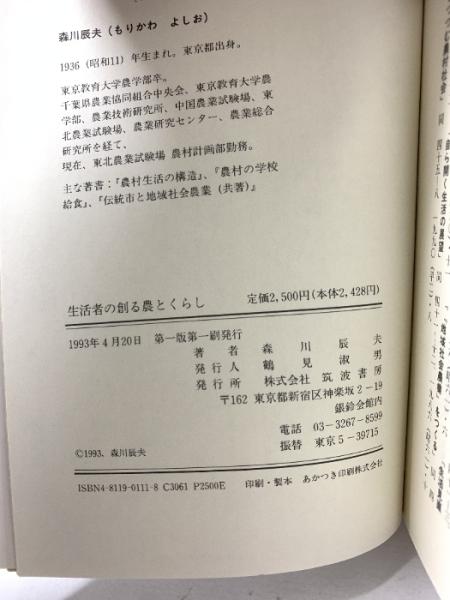 森川辰夫(もりかわ よしお)
1936(昭和11)年生まれ。東京都出身。
東京教育大学農学部卒。
千葉県農業協同組合中央会、東京教育大学農
学部、農業技術研究所、中国農業試験場、東
北農業試験場、農業研究センター、農業総合
研究所を経て、
現在、東北農業試験場 農村計画部勤務。
主な著書:『農村生活の構造』、『農村の学校
給食』、『伝統市と地域社会農業(共著)』
生活者の創る農とくらし 定価2,500円(本体2,428円)
1993年4月20日 第一版第一刷発行
著者 森川辰夫
発行人 鶴見淑男
発行所 株式会社 筑波書房
〒162 東京都新宿区神楽坂2-19
銀鈴会館内
電話 03-3267-8599
振替 東京5-39715
©1993、森川辰夫
ISBN4-8119-0111-8 C3061 P2500E 印刷・製本 あかつき印刷株式会社